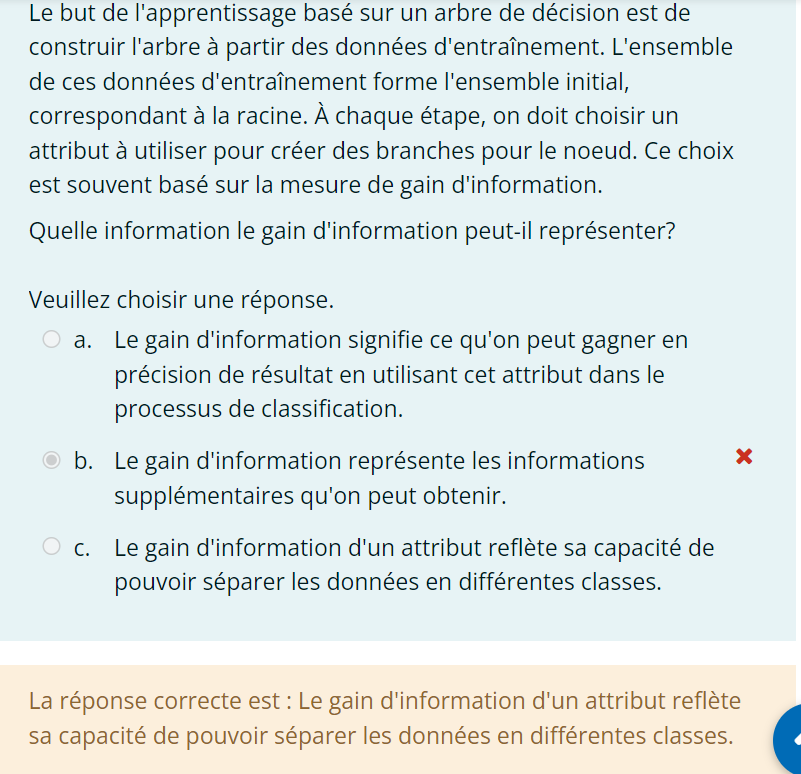 Le but de l'apprentissage basé sur un arbre de décision est de
construir l'arbre à partir des données d'entraînement. L'ensemble
de ces données d'entraînement forme l'ensemble initial,
correspondant à la racine. À chaque étape, on doit choisir un
attribut à utiliser pour créer des branches pour le noeud. Ce choix
est souvent basé sur la mesure de gain d'information.
Quelle information le gain d'information peut-il représenter?
Veuillez choisir une réponse.
a. Le gain d'information signifie ce qu'on peut gagner en
précision de résultat en utilisant cet attribut dans le
processus de classification.
b. Le gain d'information représente les informations
supplémentaires qu'on peut obtenir.
c. Le gain d'information d'un attribut reflète sa capacité de
pouvoir séparer les données en différentes classes.
La réponse correcte est : Le gain d'information d'un attribut reflète
sa capacité de pouvoir séparer les données en différentes classes.